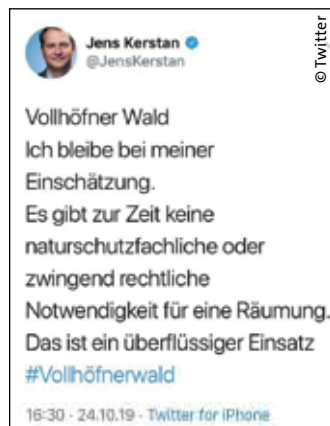 Jens Kerstan
@JensKerstan
© Twitter
Vollhöfner Wald
Ich bleibe bei meiner
Einschätzung.
Es gibt zur Zeit keine
naturschutzfachliche oder
zwingend rechtliche
Notwendigkeit für eine Räumung.
Das ist ein überflüssiger Einsatz
#Vollhöfnerwald
16:30 · 24.10.19 · Twitter for iPhone